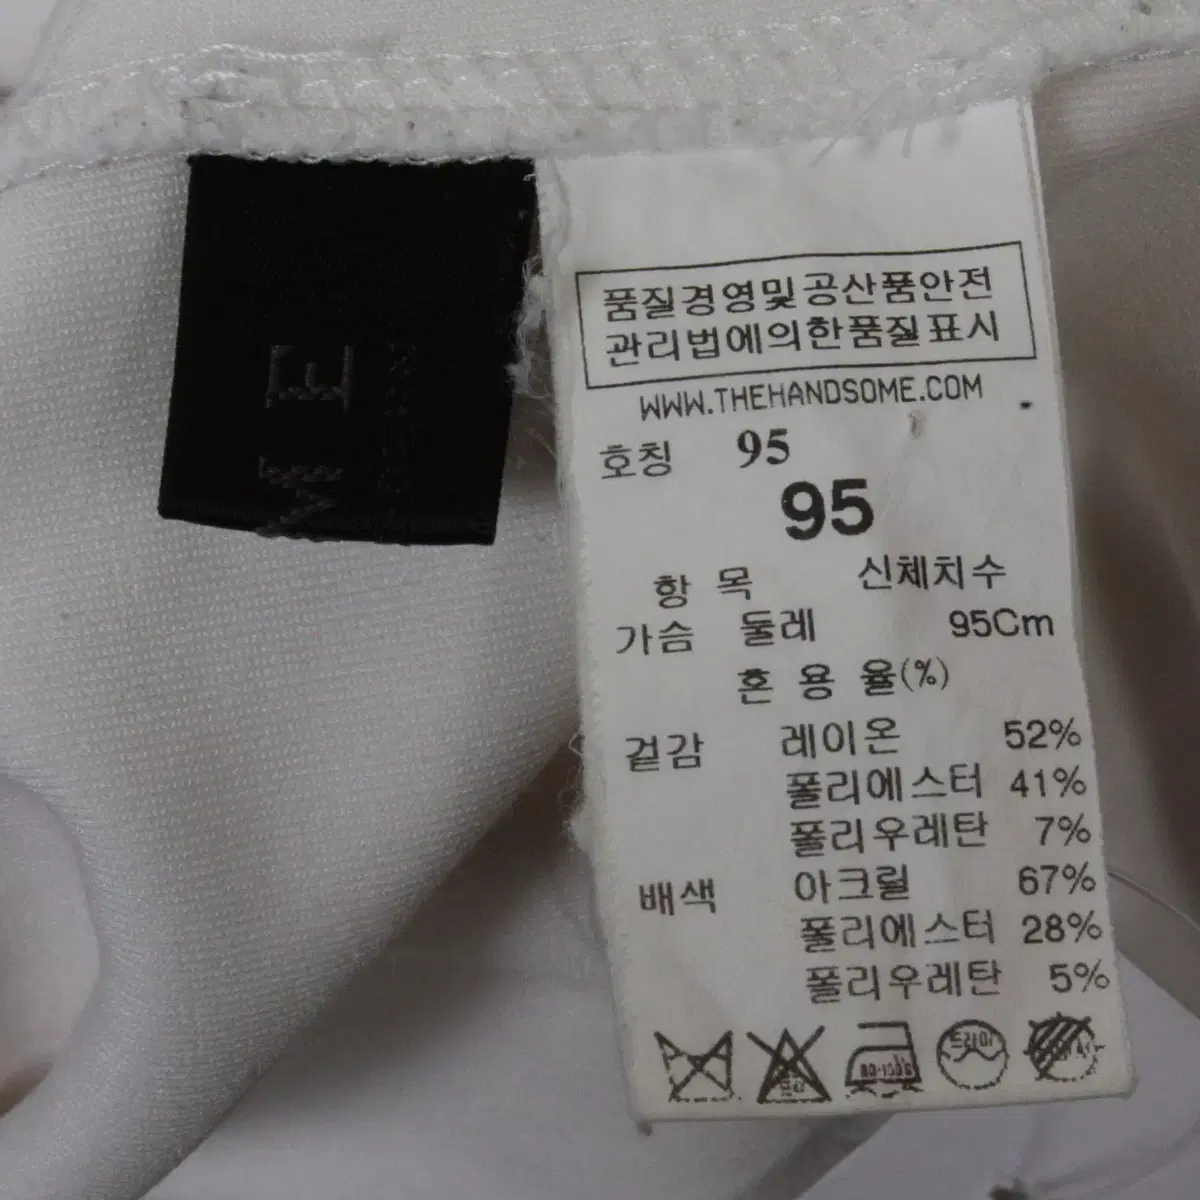 품질경영및공산품안전
관리법에의한품질표시
WWW.THEHANDSOME.COM
호칭 95
95
항 목 신체치수
가슴 둘레 95Cm
혼 용 율(%)
겉감 레이온 52%
폴리에스터 41%
폴리우레탄 7%
배색 아크릴 67%
폴리에스터 28%
폴리우레탄 5%
드라이